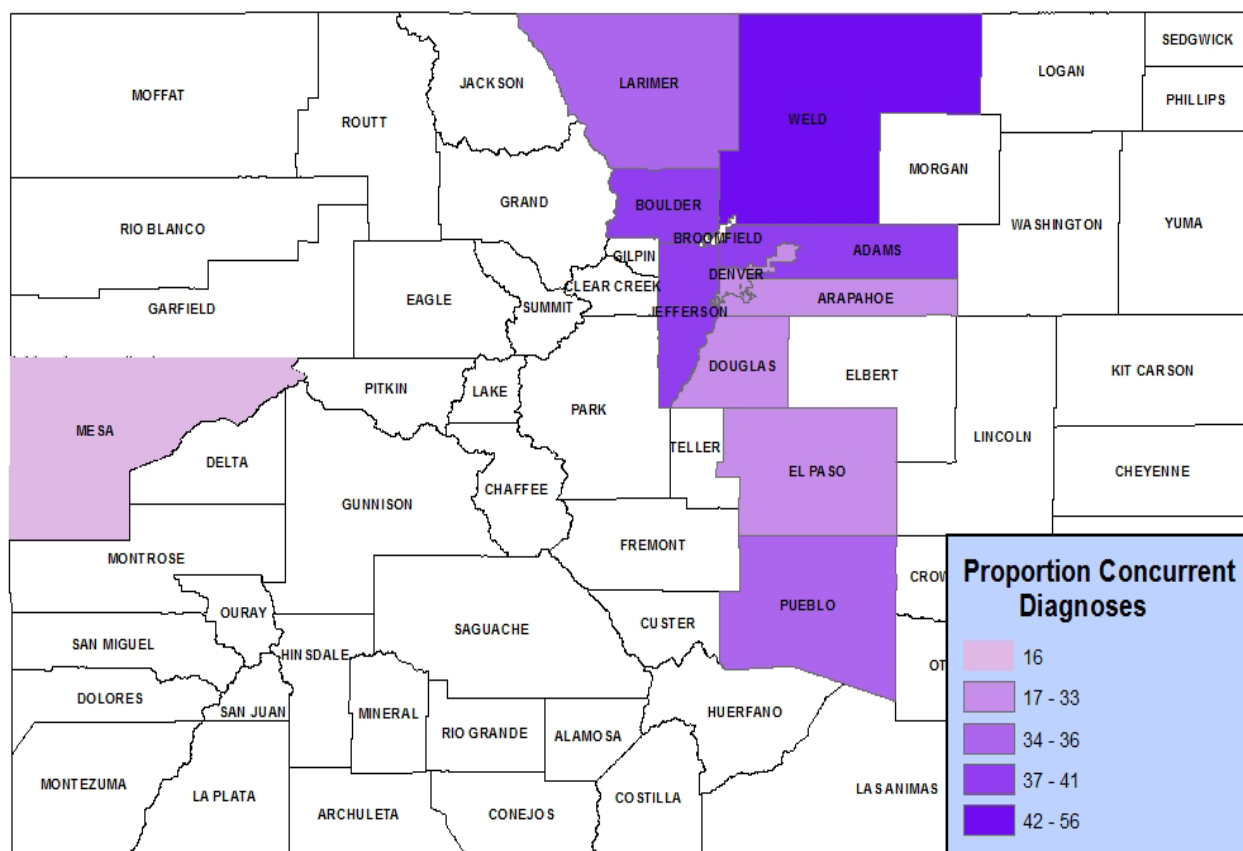 SEDGWICK
LOGAN
JACKSON
LARIMER
MOFFAT
PHILLIPS
ROUTT
WELD
MORGAN
GRAND
BOULDER
RIO BLANCO
WASHINGTON
YUMA
BROOMFIELD
ADAMS
GILPIN
DENVER
CLEAR CREEK
EAGLE
ARAPAHOE
GARFIELD
SUMMIT
JEFFERSON
DOUGLAS
KIT CARSON
ELBERT
PITKIN
LAKE
PARK
MESA
LINCOLN
TELLER
DELTA
EL PASO
CHEYENNE
CHAFFEE
GUNNISON
FREMONT
MONTROSE
CROW
PUEBLO
OURAY
CUSTER
SAGUACHE
SAN MIGUEL
HINSDALE
OT
DOLORES
SAN JUAN
MINERAL
HUERFANO
RIO GRANDE
ALAMOSA
MONTEZUMA
LA PLATA
LAS ANIMAS
COSTILLA
ARCHULETA
CONEJOS
Proportion Concurrent
Diagnoses
16
17 - 33
34 - 36
37 - 41
42 - 56